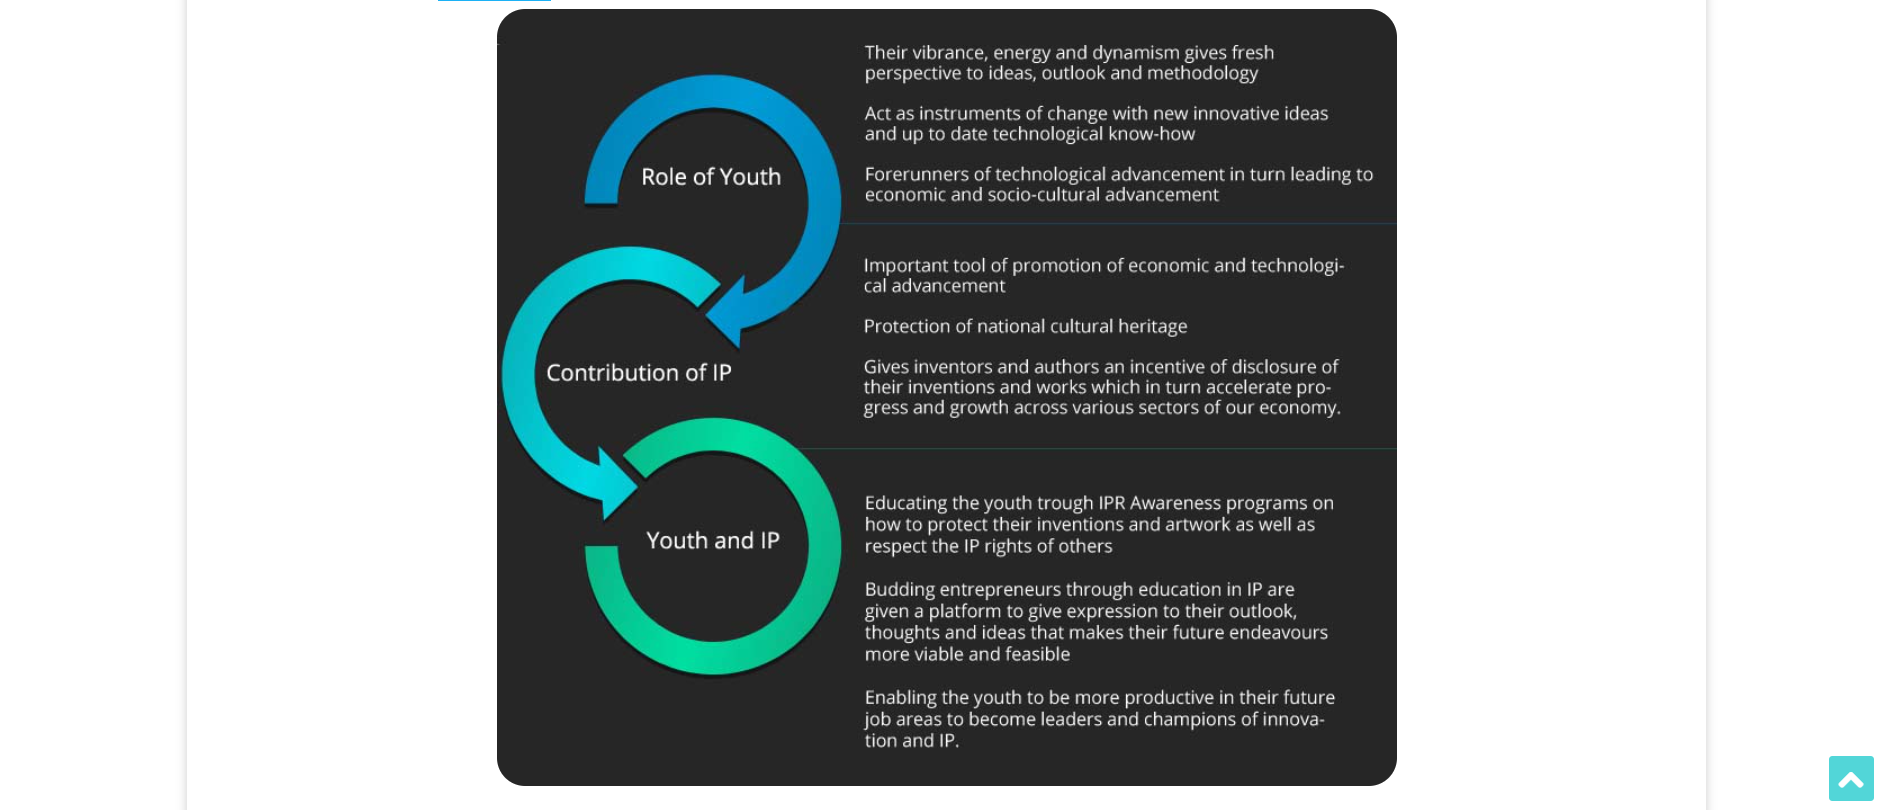 Role of Youth
Their vibrance, energy and dynamism gives fresh
perspective to ideas, outlook and methodology
Act as instruments of change with new innovative ideas
and up to date technological know-how
Forerunners of technological advancement in turn leading to
economic and socio-cultural advancement
Contribution of IP
Important tool of promotion of economic and technologi-
cal advancement
Protection of national cultural heritage
Gives inventors and authors an incentive of disclosure of
their inventions and works which in turn accelerate pro-
gress and growth across various sectors of our economy.
Youth and IP
Educating the youth trough IPR Awareness programs on
how to protect their inventions and artwork as well as
respect the IP rights of others
Budding entrepreneurs through education in IP are
given a platform to give expression to their outlook,
thoughts and ideas that makes their future endeavours
more viable and feasible
Enabling the youth to be more productive in their future
job areas to become leaders and champions of innova-
tion and IP.